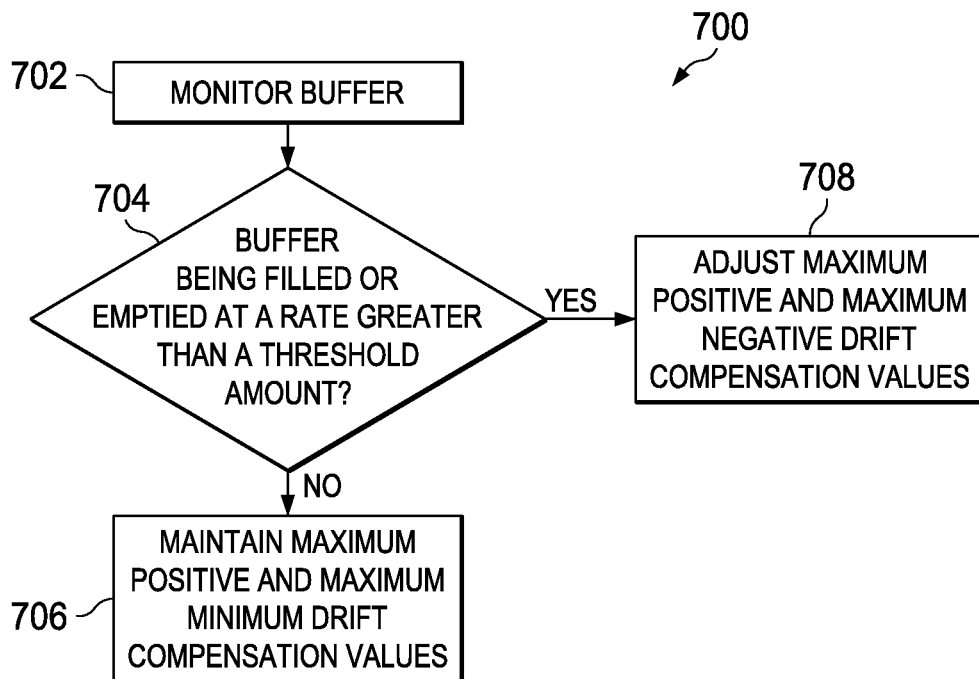 700
702
MONITOR BUFFER
704
BUFFER
BEING FILLED OR
EMPTIED AT A RATE GREATER
THAN A THRESHOLD
AMOUNT?
YES
708
ADJUST MAXIMUM
POSITIVE AND MAXIMUM
NEGATIVE DRIFT
COMPENSATION VALUES
NO
706
MAINTAIN MAXIMUM
POSITIVE AND MAXIMUM
MINIMUM DRIFT
COMPENSATION VALUES